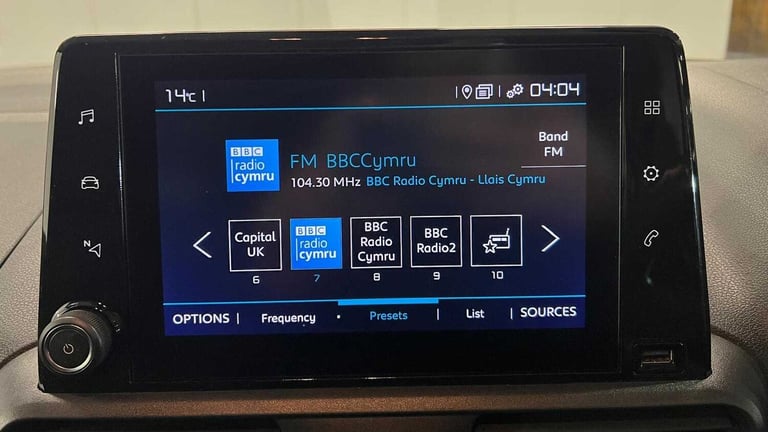 14°C
04:04
BBC
radio
cymru
FM BBCCymru
104.30 MHz BBC Radio Cymru - Llais Cymru
Band
FM
Capital
UK
BBC
radio
cymru
BBC
Radio
Cymru
BBC
Radio2
6
7
8
9
10
OPTIONS
Frequency
Presets
List
SOURCES
N